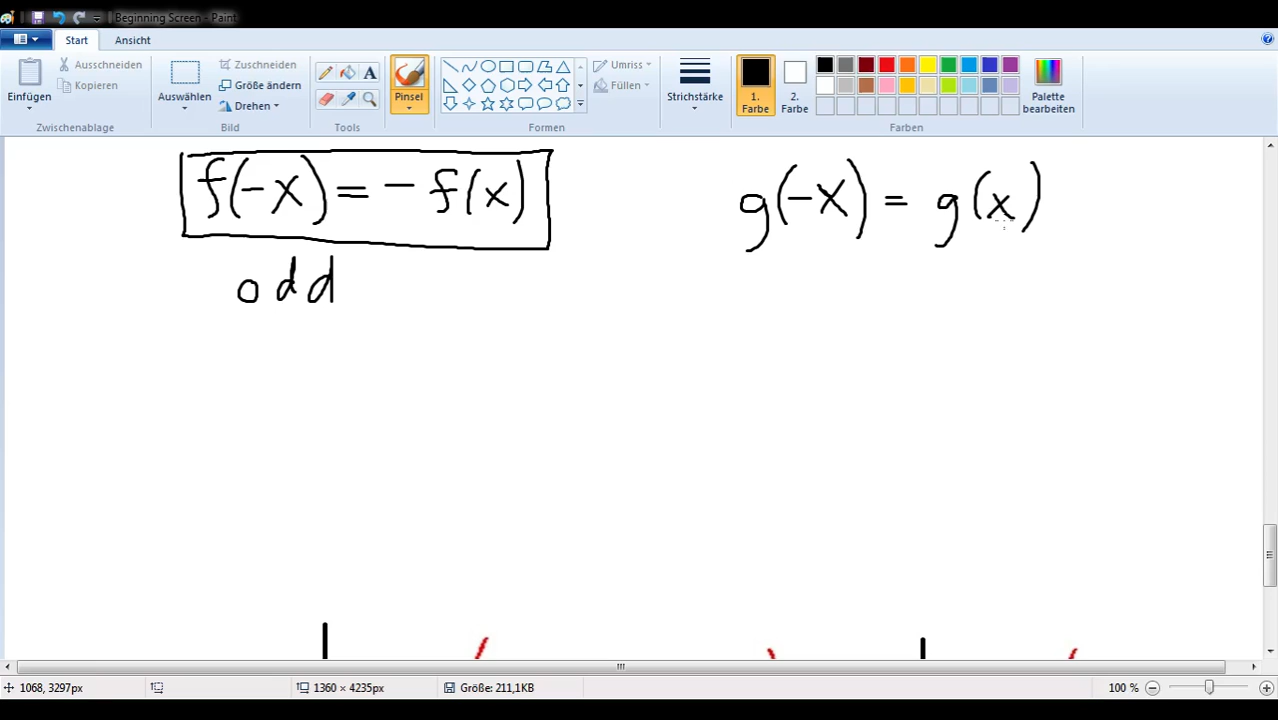 Beginning Screen - Paint
Start Ansicht
Einfügen
Ausschneiden
Kopieren
Zwischenablage
Auswählen
Zuschneiden
Größe ändern
Drehen
Bild
A
Tools
Pinsel
Umriss
Füllen
Formen
Strichstärke
1.
Farbe
2.
Farbe
Palette
bearbeiten
Farben
f(-x) = - f(x)
g(-x) = g(x)
odd
1068, 3297px
1360 × 4235px
Größe: 211,1KB
100 %